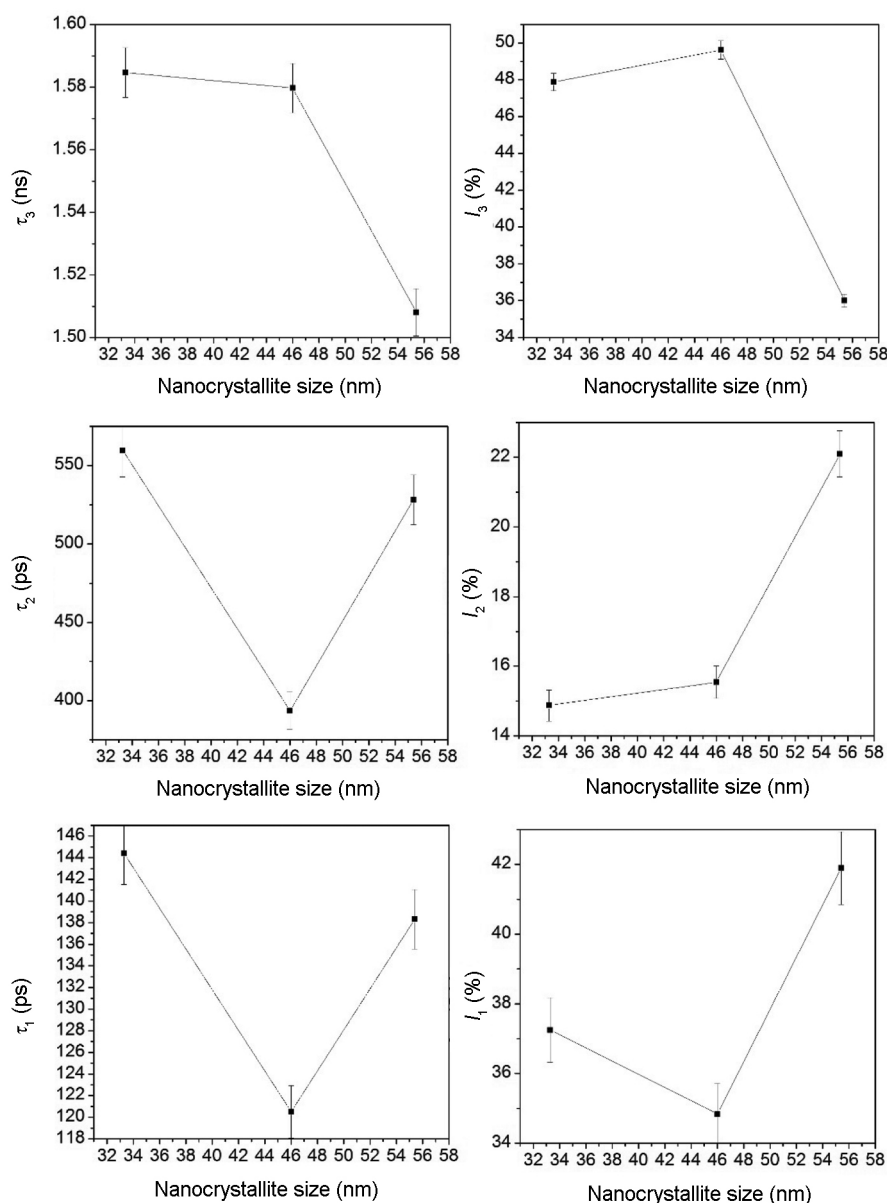 1.60
1.58
1.56
1.54
1.52
1.50
τ3 (ns)
32 34 36 38 40 42 44 46 48 50 52 54 56 58
Nanocrystallite size (nm)
50
48
46
44
42
40
38
36
34
I3 (%)
32 34 36 38 40 42 44 46 48 50 52 54 56 58
Nanocrystallite size (nm)
550
500
450
400
τ2 (ps)
32 34 36 38 40 42 44 46 48 50 52 54 56 58
Nanocrystallite size (nm)
22
20
18
16
14
I2 (%)
32 34 36 38 40 42 44 46 48 50 52 54 56 58
Nanocrystallite size (nm)
146
144
142
140
138
136
134
132
130
128
126
124
122
120
118
τ1 (ps)
32 34 36 38 40 42 44 46 48 50 52 54 56 58
Nanocrystallite size (nm)
42
40
38
36
34
I1 (%)
32 34 36 38 40 42 44 46 48 50 52 54 56 58
Nanocrystallite size (nm)